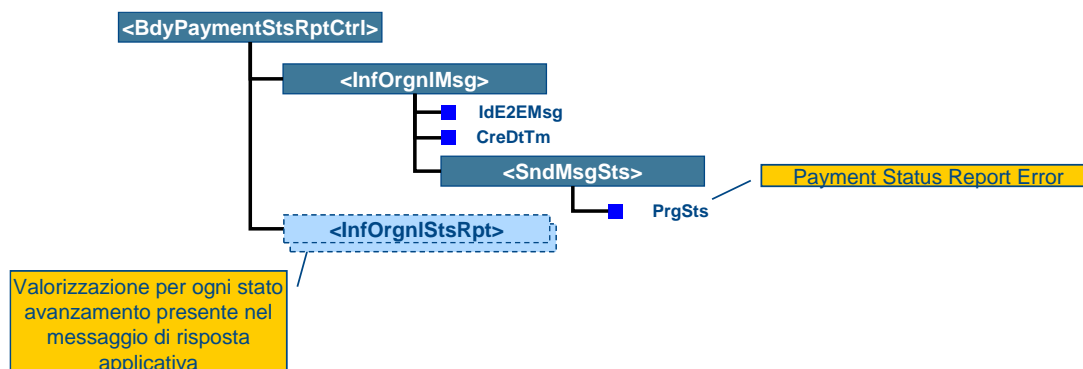 <BdyPaymentStsRptCtrl>
<InfOrgnlMsg>
IdE2EMsg
CreDtTm
<SndMsgSts>
Payment Status Report Error
PrgSts
<InfOrgnlStsRpt>
Valorizzazione per ogni stato
avanzamento presente nel
messaggio di risposta
applicativa